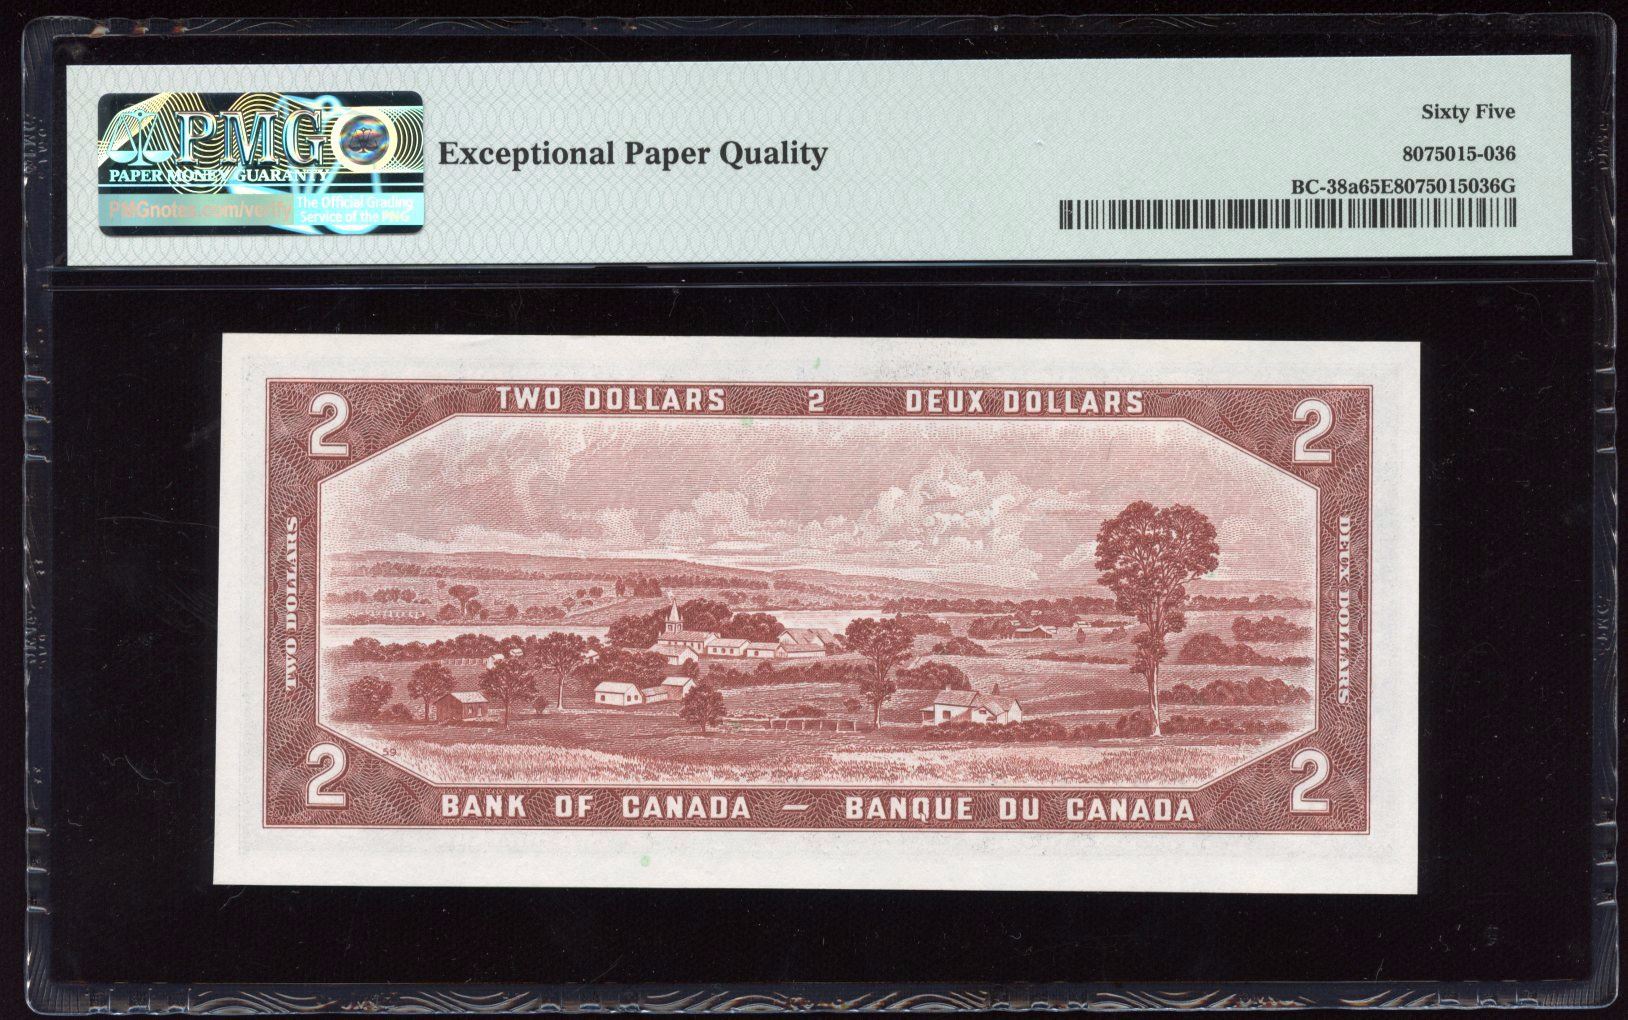 PMG
PAPER MONEY GUARANTY
PMGnotes.com/verify
The Official Grading
Service of the PNG
Exceptional Paper Quality
Sixty Five
8075015-036
BC-38a65E8075015036G
TWO DOLLARS 2 DEUX DOLLARS
2
2
TWO DOLLARS
DEUX DOLLARS
59
2
2
BANK OF CANADA – BANQUE DU CANADA